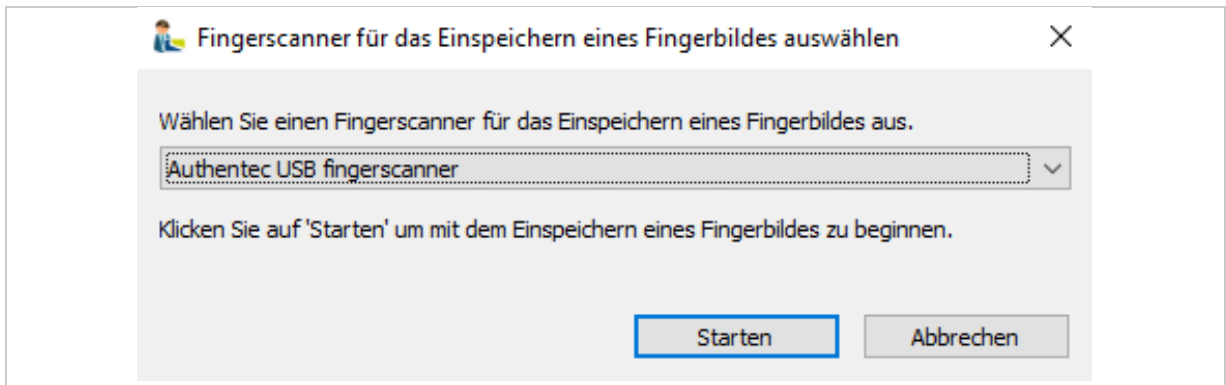 Fingerscanner für das Einspeichern eines Fingerbildes auswählen
Wählen Sie einen Fingerscanner für das Einspeichern eines Fingerbildes aus.
Authentec USB fingerscanner
Klicken Sie auf 'Starten' um mit dem Einspeichern eines Fingerbildes zu beginnen.
Starten Abbrechen